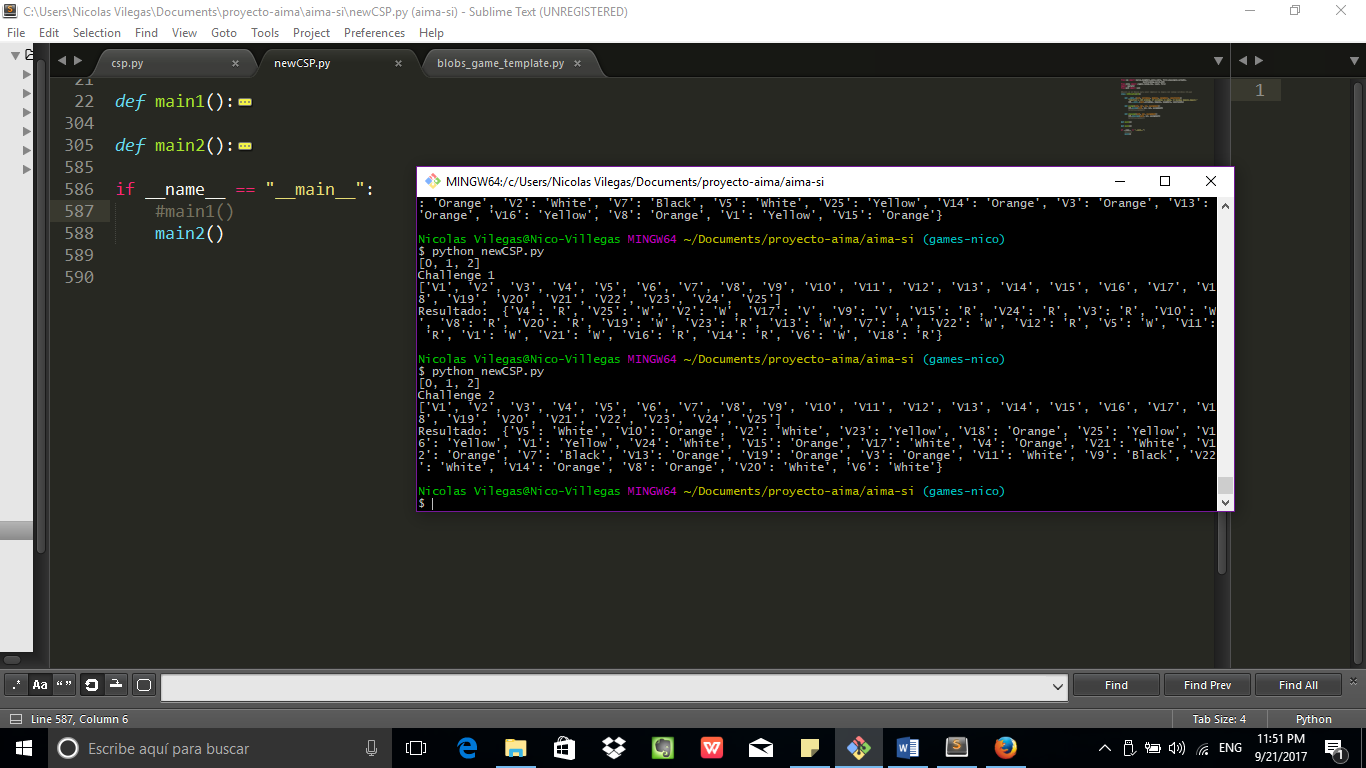 C:\Users\Nicolas Vilegas\Documents\proyecto-aima\aima-si\newCSP.py (aima-si) - Sublime Text (UNREGISTERED)
File Edit Selection Find View Goto Tools Project Preferences Help
csp.py × newCSP.py × blobs_game_template.py ×
21
22 def main1():
304
305 def main2():
585
586 if __name__ == "__main__":
587 #main1()
588 main2()
589
590
1
MINGW64:/c/Users/Nicolas Vilegas/Documents/proyecto-aima/aima-si
: 'Orange', 'V2': 'White', 'V7': 'Black', 'V5': 'White', 'V25': 'Yellow', 'V14': 'Orange', 'V3': 'Orange', 'V13':
'Orange', 'V16': 'Yellow', 'V8': 'Orange', 'V1': 'Yellow', 'V15': 'Orange'}
Nicolas Vilegas@Nico-Villegas MINGW64 ~/Documents/proyecto-aima/aima-si (games-nico)
$ python newCSP.py
[0, 1, 2]
Challenge 1
['V1', 'V2', 'V3', 'V4', 'V5', 'V6', 'V7', 'V8', 'V9', 'V10', 'V11', 'V12', 'V13', 'V14', 'V15', 'V16', 'V17', 'V1
8', 'V19', 'V20', 'V21', 'V22', 'V23', 'V24', 'V25']
Resultado: {'V4': 'R', 'V25': 'W', 'V2': 'W', 'V17': 'V', 'V9': 'V', 'V15': 'R', 'V24': 'R', 'V3': 'R', 'V10': 'W
', 'V8': 'R', 'V20': 'R', 'V19': 'W', 'V23': 'R', 'V13': 'W', 'V7': 'A', 'V22': 'W', 'V12': 'R', 'V5': 'W', 'V11':
'R', 'V1': 'W', 'V21': 'W', 'V16': 'R', 'V14': 'R', 'V6': 'W', 'V18': 'R'}
Nicolas Vilegas@Nico-Villegas MINGW64 ~/Documents/proyecto-aima/aima-si (games-nico)
$ python newCSP.py
[0, 1, 2]
Challenge 2
['V1', 'V2', 'V3', 'V4', 'V5', 'V6', 'V7', 'V8', 'V9', 'V10', 'V11', 'V12', 'V13', 'V14', 'V15', 'V16', 'V17', 'V1
8', 'V19', 'V20', 'V21', 'V22', 'V23', 'V24', 'V25']
Resultado: {'V5': 'White', 'V10': 'Orange', 'V2': 'White', 'V23': 'Yellow', 'V18': 'Orange', 'V25': 'Yellow', 'V1
6': 'Yellow', 'V1': 'Yellow', 'V24': 'White', 'V15': 'Orange', 'V17': 'White', 'V4': 'Orange', 'V21': 'White', 'V1
2': 'Orange', 'V7': 'Black', 'V13': 'Orange', 'V19': 'Orange', 'V3': 'Orange', 'V11': 'White', 'V9': 'Black', 'V22
': 'White', 'V14': 'Orange', 'V8': 'Orange', 'V20': 'White', 'V6': 'White'}
Nicolas Vilegas@Nico-Villegas MINGW64 ~/Documents/proyecto-aima/aima-si (games-nico)
$
.* Aa “” Find Find Prev Find All
Line 587, Column 6 Tab Size: 4 Python
Escribe aquí para buscar
ENG
11:51 PM
9/21/2017
1